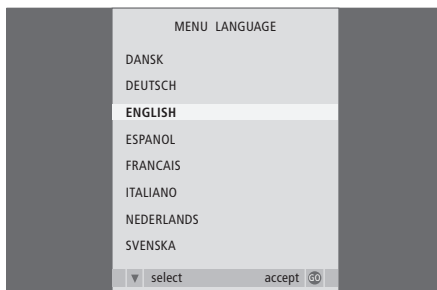 MENU LANGUAGE
DANSK
DEUTSCH
ENGLISH
ESPANOL
FRANCAIS
ITALIANO
NEDERLANDS
SVENSKA
▼ select accept GO